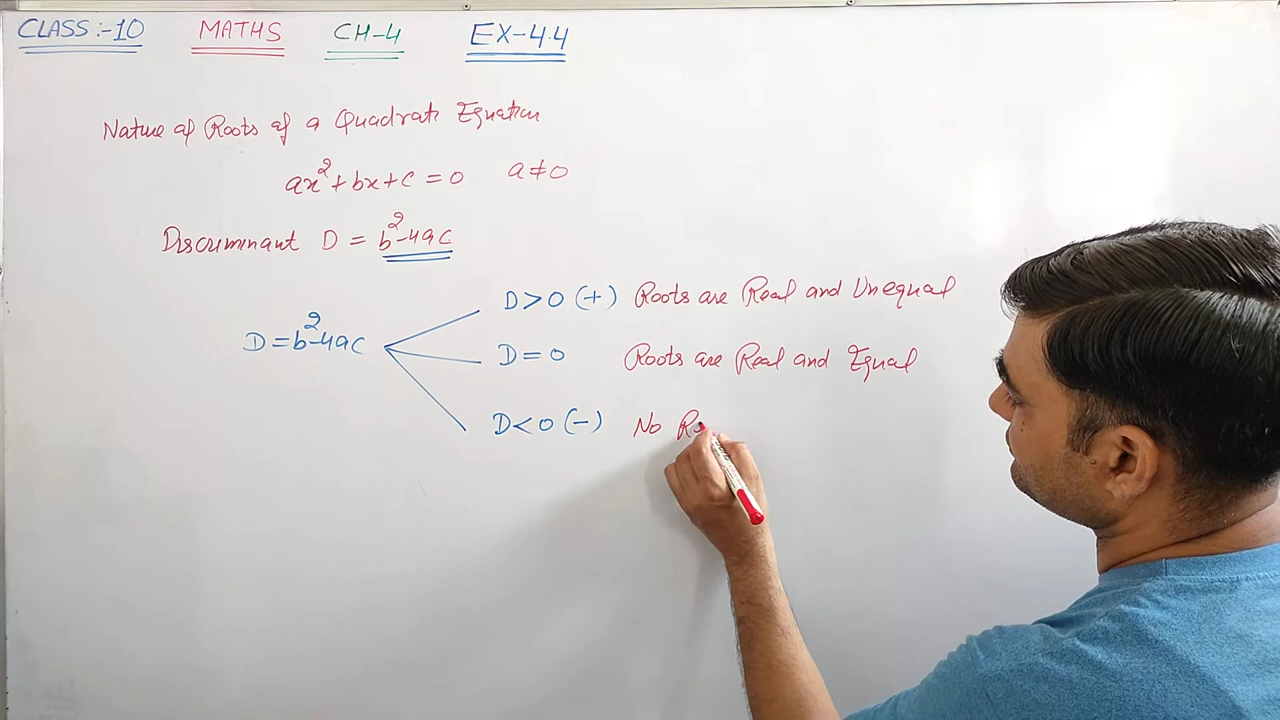 CLASS:-10 MATHS CH-4 EX-4.4
Nature of Roots of a Quadrati Equation
ax²+bx+c=0 a≠0
Discriminant D = b²-4ac
D>0 (+) Roots are Real and Unequal
D=b²-4ac
D=0 Roots are Real and Equal
D<0 (-) No